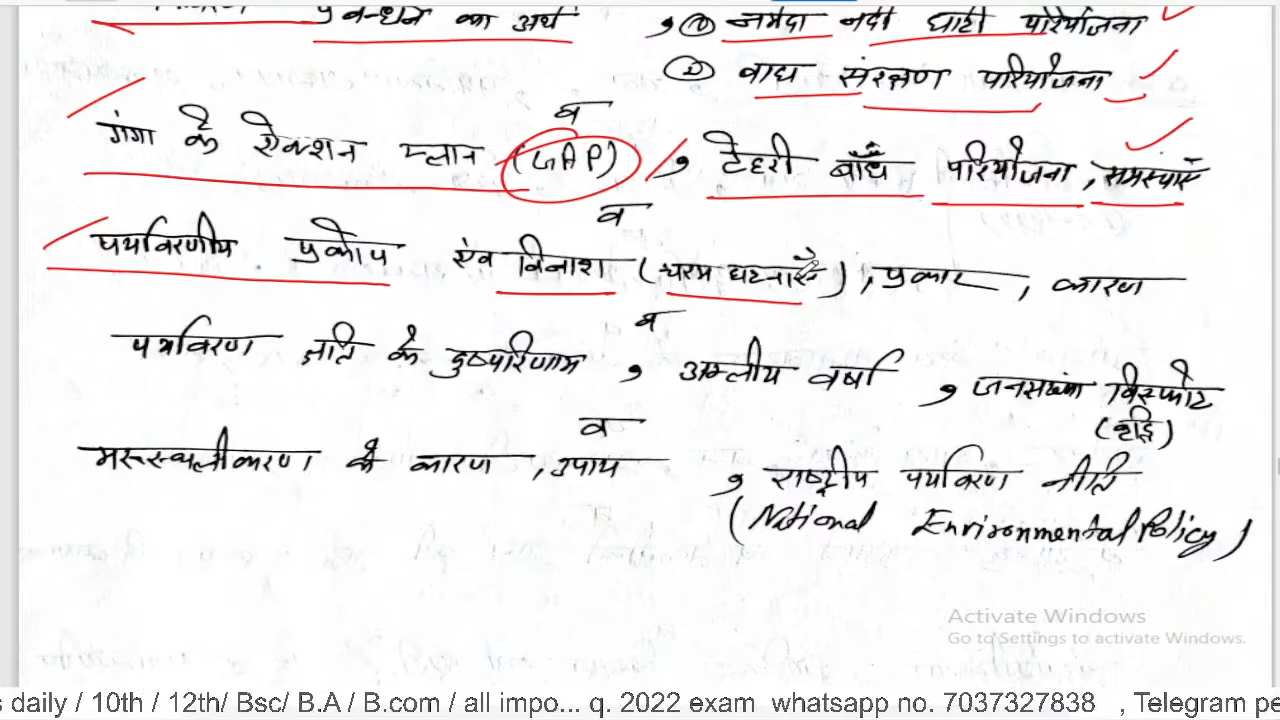 प्रबन्धन का अर्थ , ① नर्मदा नदी घाटी परियोजना
② बाघ संरक्षण परियोजना
व
गंगा के ऐक्शन प्लान (GAP) , टेहरी बाँध परियोजना , समस्याएँ
व
पर्यावरणीय प्रकोप एंव विनाश (चरम घटनाएँ) , प्रकार , कारण
व
पर्यावरण क्षति के दुष्परिणाम , अम्लीय वर्षा , जनसंख्या विस्फोट
(वृद्धि)
व
मरूस्थलीकरण के कारण , उपाय , राष्ट्रीय पर्यावरण नीति
(National Environmental Policy)
Activate Windows
Go to Settings to activate Windows.
s daily / 10th / 12th/ Bsc/ B.A / B.com / all impo... q. 2022 exam whatsapp no. 7037327838 , Telegram pe